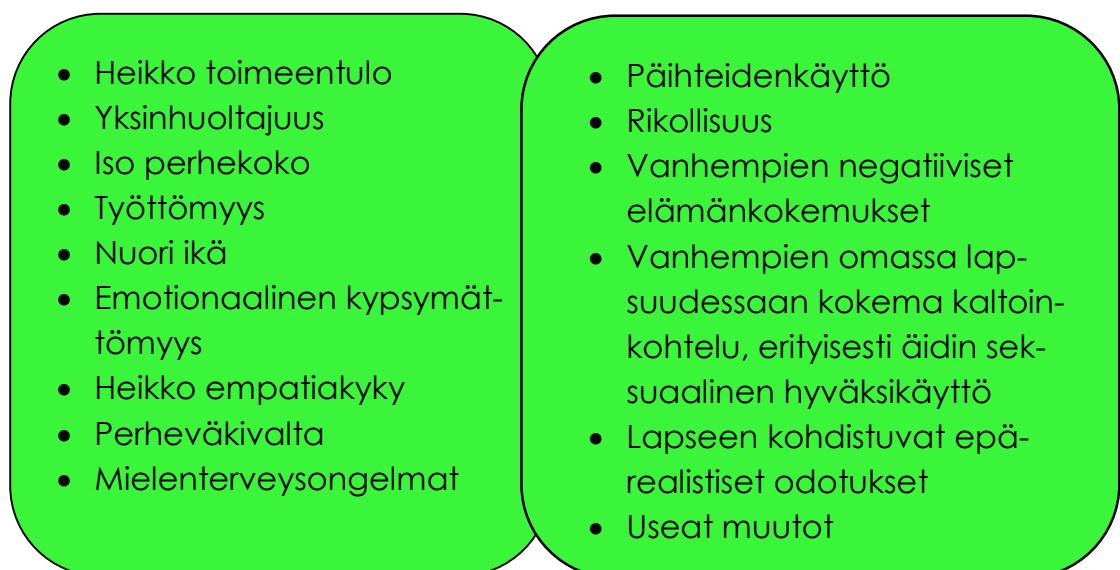 • Heikko toimeentulo
• Yksinhuoltajuus
• Iso perhekoko
• Työttömyys
• Nuori ikä
• Emotionaalinen kypsymät-
tömyys
• Heikko empatiakyky
• Perheväkivalta
• Mielenterveysongelmat
• Päihteidenkäyttö
• Rikollisuus
• Vanhempien negatiiviset
elämänkokemukset
• Vanhempien omassa lap-
suudessaan kokema kaltoin-
kohtelu, erityisesti äidin sek-
suaalinen hyväksikäyttö
• Lapseen kohdistuvat epä-
realistiset odotukset
• Useat muutot